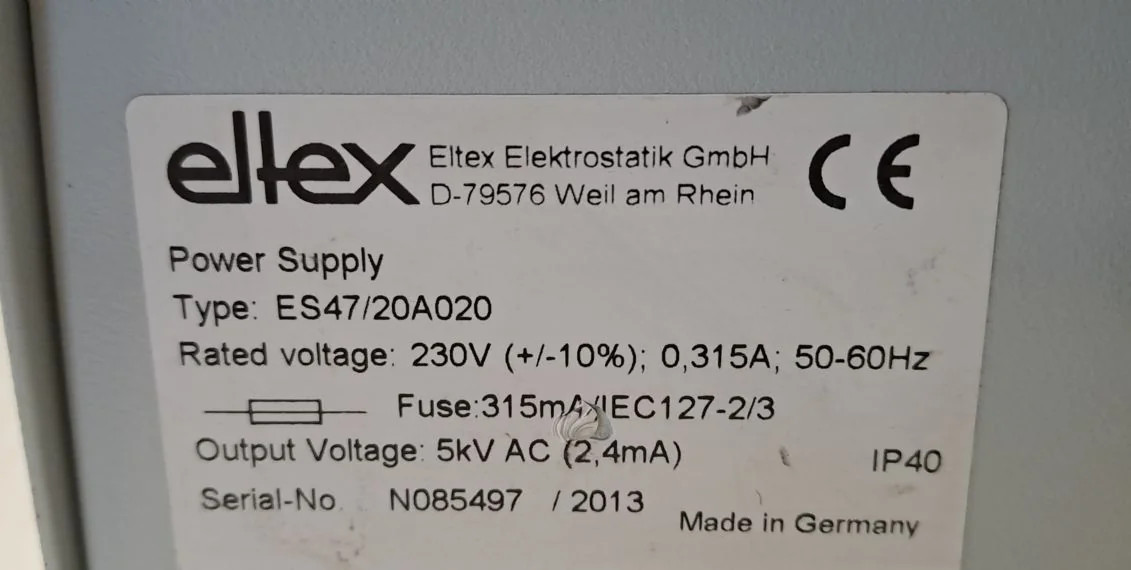 eltex
Eltex Elektrostatik GmbH
D-79576 Weil am Rhein
CE
Power Supply
Type: ES47/20A020
Rated voltage: 230V (+/-10%); 0,315A; 50-60Hz
Fuse:315mA/IEC127-2/3
Output Voltage: 5kV AC (2,4mA)
IP40
Serial-No. N085497 / 2013
Made in Germany